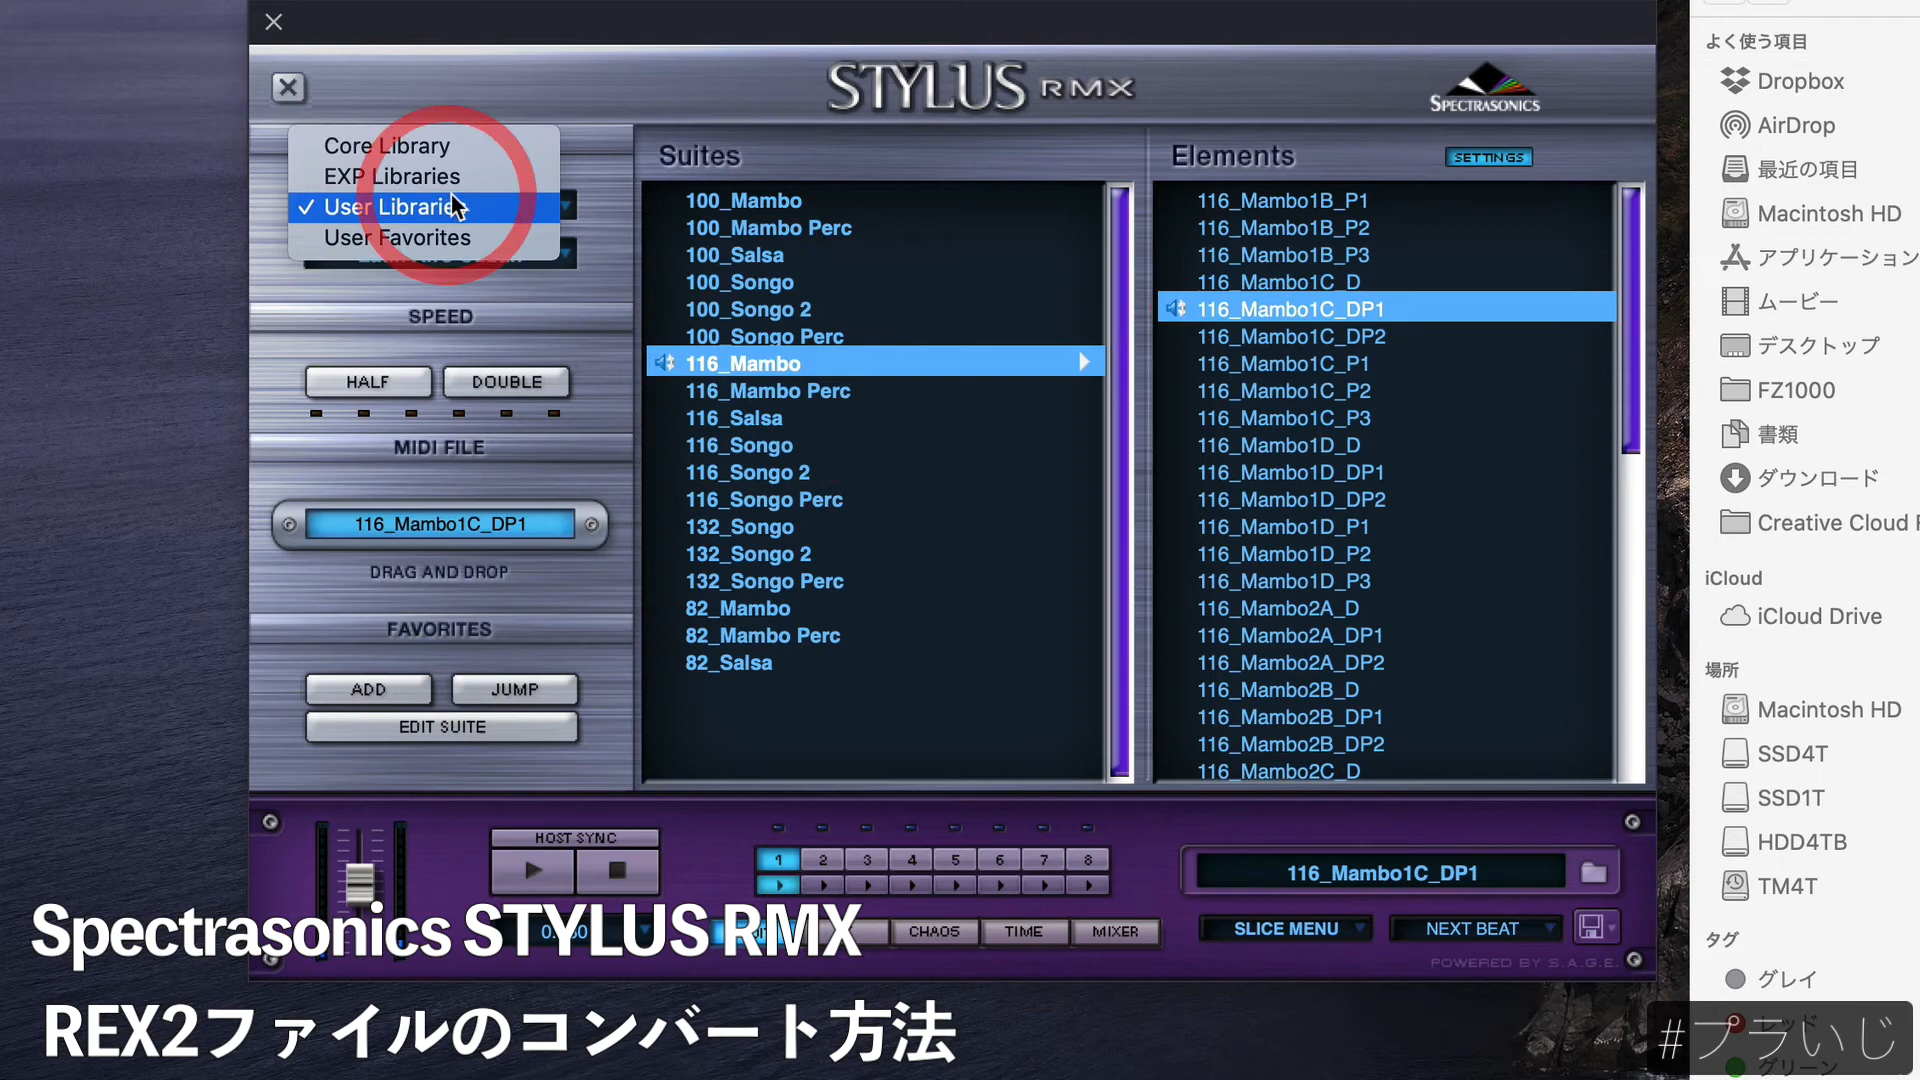 STYLUS RMX
SPECTRASONICS
Core Library
EXP Libraries
✓ User Libraries
User Favorites
SPEED
HALF
DOUBLE
MIDI FILE
116_Mambo1C_DP1
DRAG AND DROP
FAVORITES
ADD
JUMP
EDIT SUITE
Suites
100_Mambo
100_Mambo Perc
100_Salsa
100_Songo
100_Songo 2
100_Songo Perc
116_Mambo
116_Mambo Perc
116_Salsa
116_Songo
116_Songo 2
116_Songo Perc
132_Songo
132_Songo 2
132_Songo Perc
82_Mambo
82_Mambo Perc
82_Salsa
Elements
SETTINGS
116_Mambo1B_P1
116_Mambo1B_P2
116_Mambo1B_P3
116_Mambo1C_D
116_Mambo1C_DP1
116_Mambo1C_DP2
116_Mambo1C_P1
116_Mambo1C_P2
116_Mambo1C_P3
116_Mambo1D_D
116_Mambo1D_DP1
116_Mambo1D_DP2
116_Mambo1D_P1
116_Mambo1D_P2
116_Mambo1D_P3
116_Mambo2A_D
116_Mambo2A_DP1
116_Mambo2A_DP2
116_Mambo2B_D
116_Mambo2B_DP1
116_Mambo2B_DP2
116_Mambo2C_D
HOST SYNC
1 2 3 4 5 6 7 8
CHAOS
TIME
MIXER
116_Mambo1C_DP1
SLICE MENU
NEXT BEAT
POWERED BY S.A.G.E.
Spectrasonics STYLUS RMX
REX2ファイルのコンバート方法
よく使う項目
Dropbox
AirDrop
最近の項目
Macintosh HD
アプリケーション
ムービー
デスクトップ
FZ1000
書類
ダウンロード
Creative Cloud F
iCloud
iCloud Drive
場所
Macintosh HD
SSD4T
SSD1T
HDD4TB
TM4T
タグ
グレイ
レッド
グリーン
#プラいじ